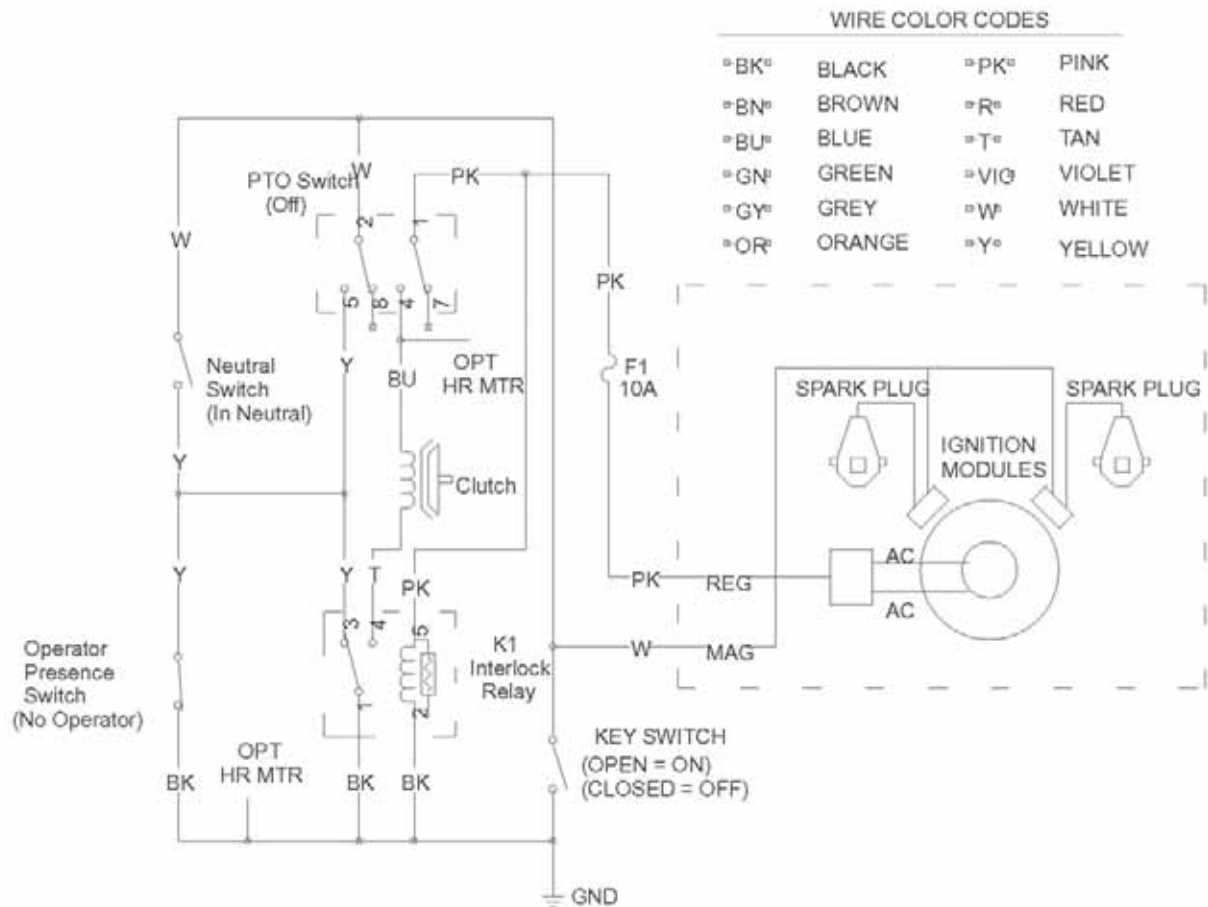 WIRE COLOR CODES
BK BLACK PK PINK
BN BROWN R RED
BU BLUE T TAN
GN GREEN VIO VIOLET
GY GREY W WHITE
OR ORANGE Y YELLOW
W
PTO Switch
(Off)
PK
2
1
W
5
8
4
7
PK
OPT
HR MTR
F1
10A
Y
BU
Neutral
Switch
(In Neutral)
Y
Clutch
SPARK PLUG
SPARK PLUG
IGNITION
MODULES
AC
AC
PK
REG
Y
Y
T
PK
3
4
5
K1
Interlock
Relay
W
MAG
1
2
Operator
Presence
Switch
(No Operator)
OPT
HR MTR
BK
BK
BK
KEY SWITCH
(OPEN = ON)
(CLOSED = OFF)
GND